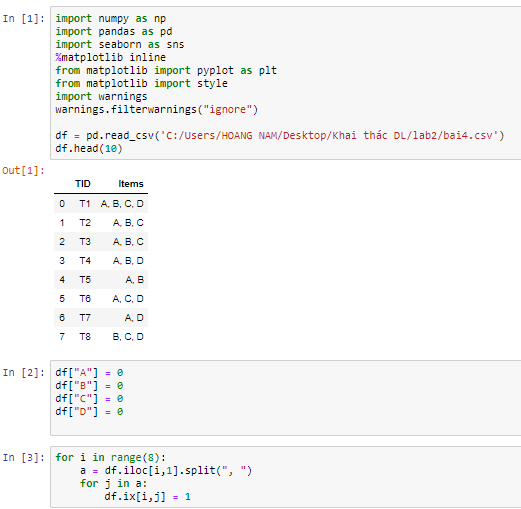 In [1]: import numpy as np
import pandas as pd
import seaborn as sns
%matplotlib inline
from matplotlib import pyplot as plt
from matplotlib import style
import warnings
warnings.filterwarnings("ignore")
df = pd.read_csv('C:/Users/HOANG NAM/Desktop/Khai thác DL/lab2/bai4.csv')
df.head(10)
Out[1]:
TID Items
0 T1 A, B, C, D
1 T2 A, B, C
2 T3 A, B, C
3 T4 A, B, D
4 T5 A, B
5 T6 A, C, D
6 T7 A, D
7 T8 B, C, D
In [2]: df["A"] = 0
df["B"] = 0
df["C"] = 0
df["D"] = 0
In [3]: for i in range(8):
    a = df.iloc[i,1].split(", ")
    for j in a:
        df.ix[i,j] = 1